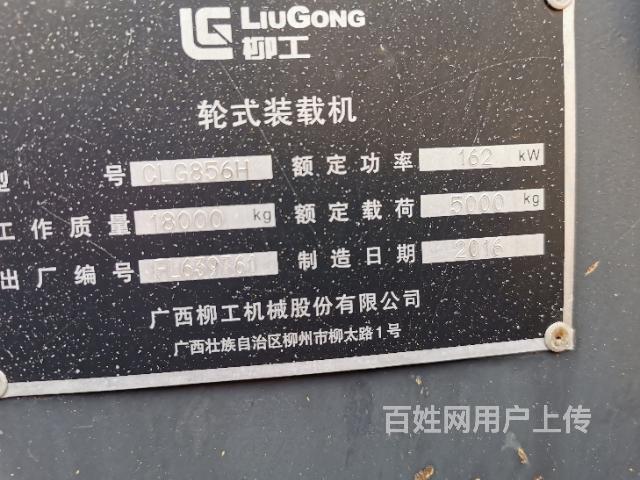 LIUGONG
柳工
轮式装载机
型号 CLG856H 额定功率 162 kW
工作质量 18000 kg 额定载荷 5000 kg
出厂编号 制造日期 2016
广西柳工机械股份有限公司
广西壮族自治区柳州市柳太路1号
百姓网用户上传